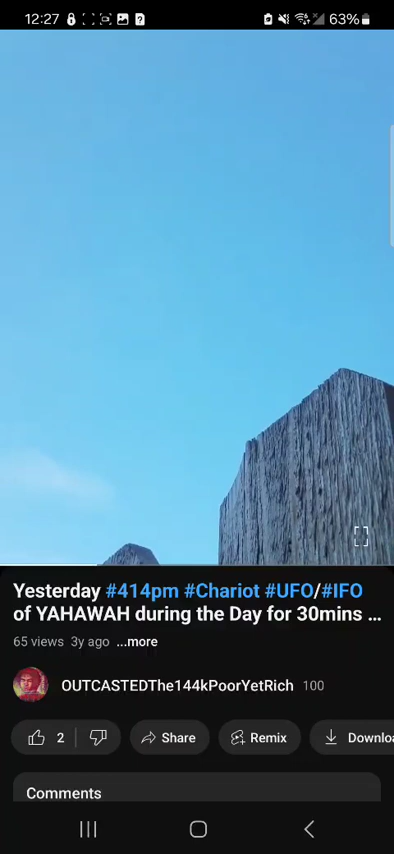 12:27
63%
Yesterday #414pm #Chariot #UFO/#IFO
of YAHAWAH during the Day for 30mins ...
65 views 3y ago ...more
OUTCASTEDThe144kPoorYetRich 100
2 Share Remix Downloa
Comments